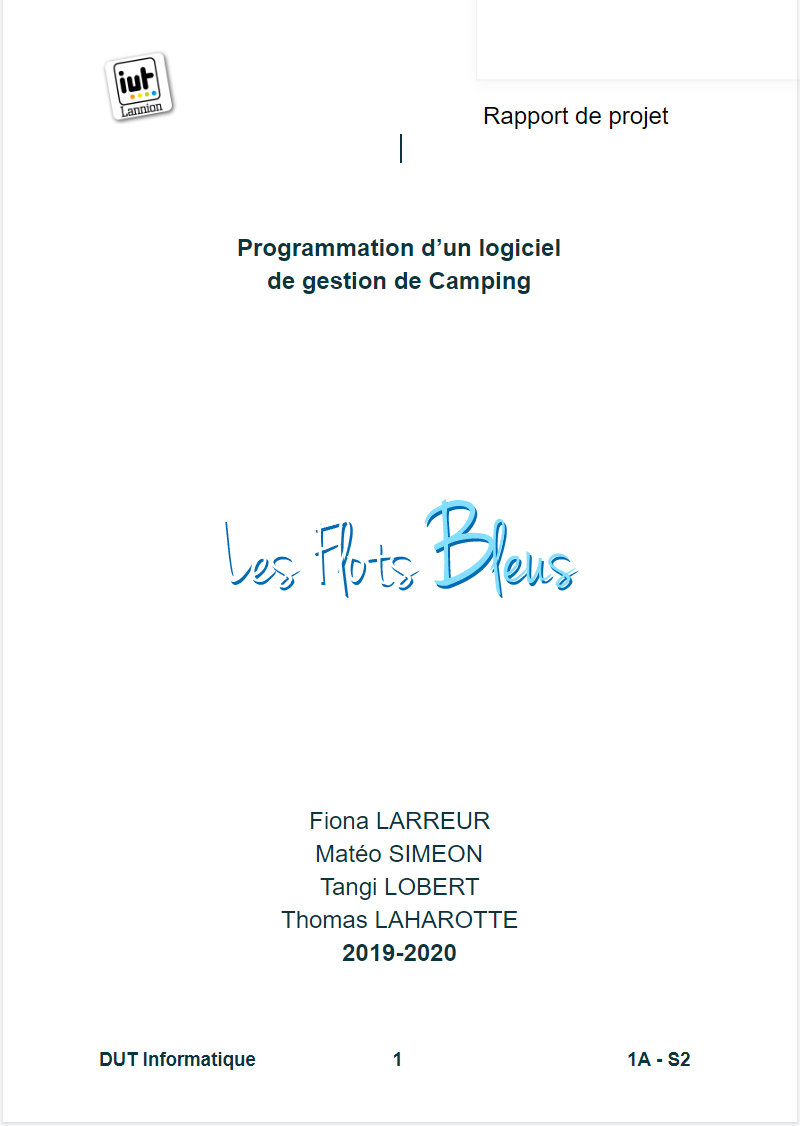 iut
Lannion
Rapport de projet
Programmation d’un logiciel
de gestion de Camping
Les Flots Bleus
Fiona LARREUR
Matéo SIMEON
Tangi LOBERT
Thomas LAHAROTTE
2019-2020
DUT Informatique 1 1A - S2